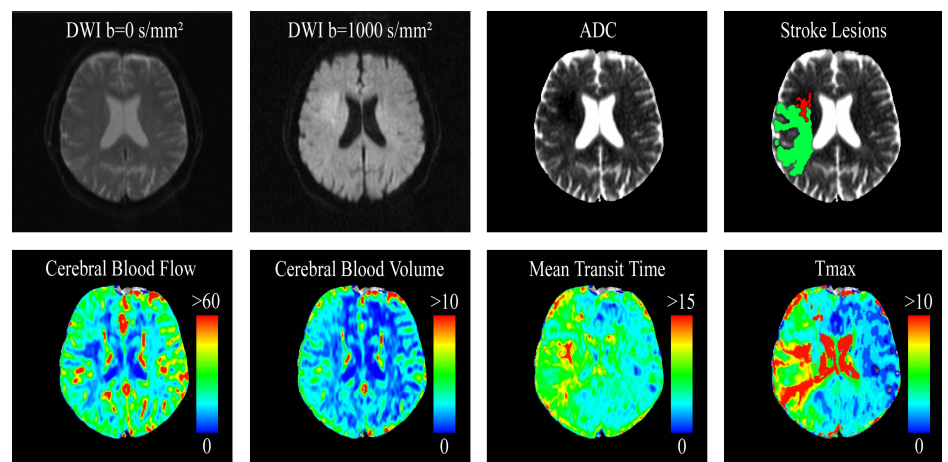 DWI b=0 s/mm²
DWI b=1000 s/mm²
ADC
Stroke Lesions
Cerebral Blood Flow
>60
0
Cerebral Blood Volume
>10
0
Mean Transit Time
>15
0
Tmax
>10
0